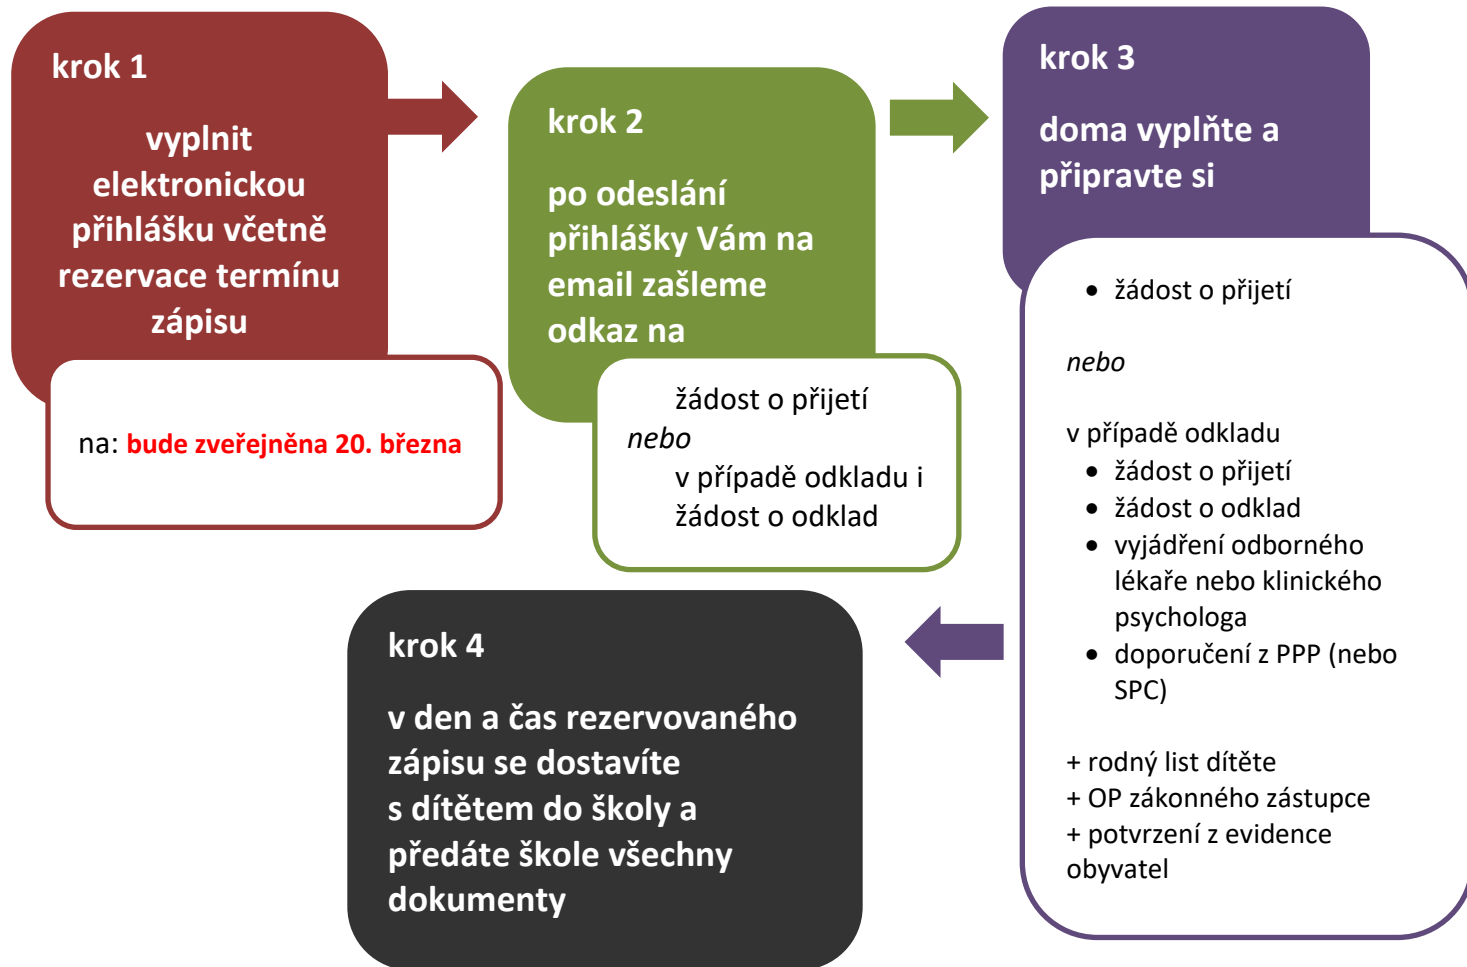 krok 1
vyplnit
elektronickou
přihlášku včetně
rezervace termínu
zápisu
na: bude zveřejněna 20. března
krok 2
po odeslání
přihlášky Vám na
email zašleme
odkaz na
žádost o přijetí
nebo
v případě odkladu i
žádost o odklad
krok 3
doma vyplňte a
připravte si
• žádost o přijetí
nebo
v případě odkladu
• žádost o přijetí
• žádost o odklad
• vyjádření odborného
lékaře nebo klinického
psychologa
• doporučení z PPP (nebo
SPC)
+ rodný list dítěte
+ OP zákonného zástupce
+ potvrzení z evidence
obyvatel
krok 4
v den a čas rezervovaného
zápisu se dostavíte
s dítětem do školy a
předáte škole všechny
dokumenty